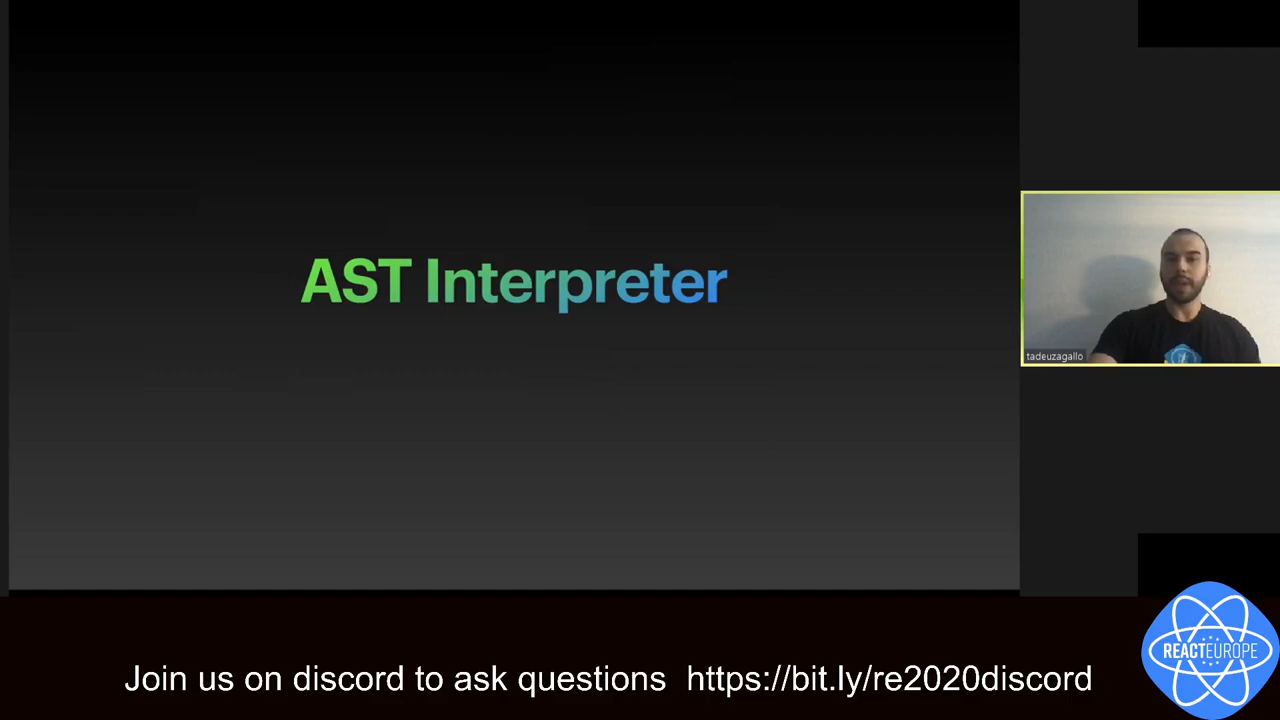 AST Interpreter
tadeuzagallo
REACTEUROPE
Join us on discord to ask questions https://bit.ly/re2020discord